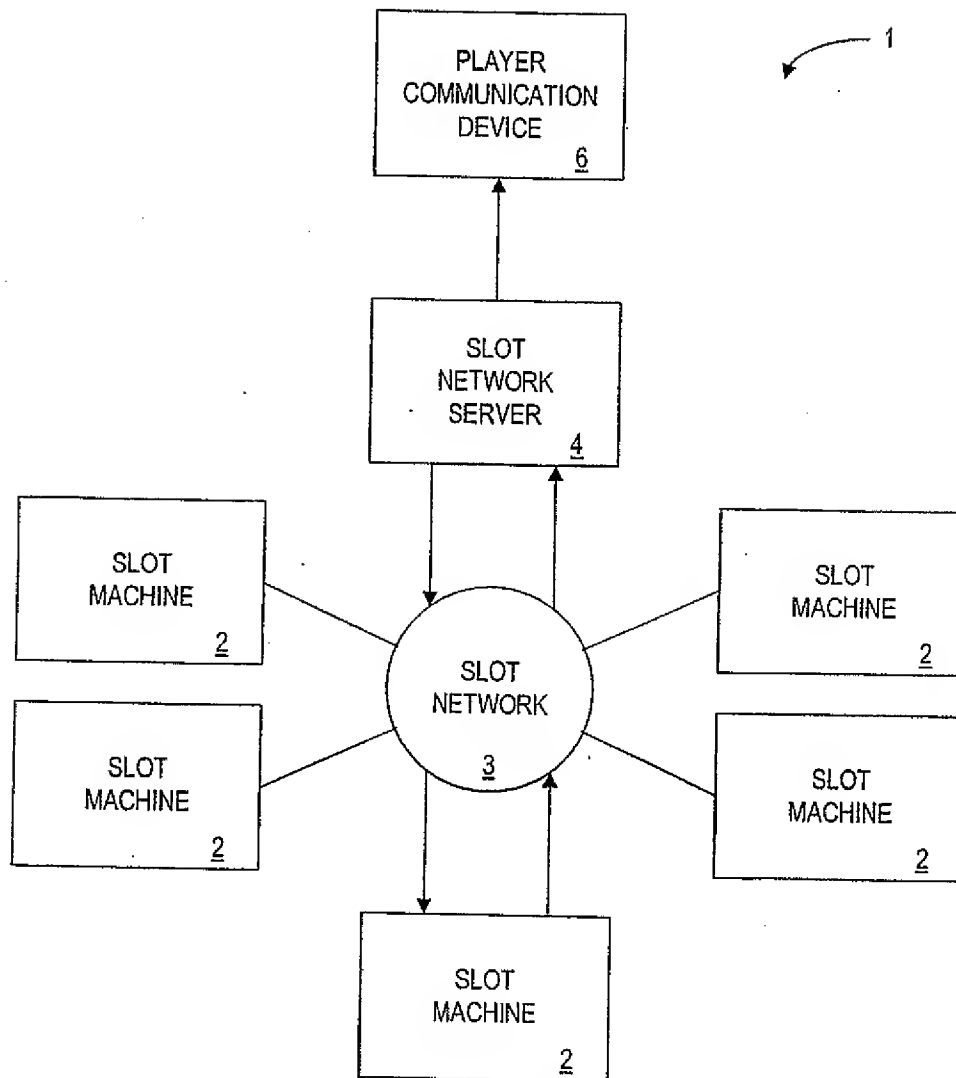 1
PLAYER
COMMUNICATION
DEVICE
6
SLOT
NETWORK
SERVER
4
SLOT
MACHINE
2
SLOT
MACHINE
2
SLOT
NETWORK
3
SLOT
MACHINE
2
SLOT
MACHINE
2
SLOT
MACHINE
2